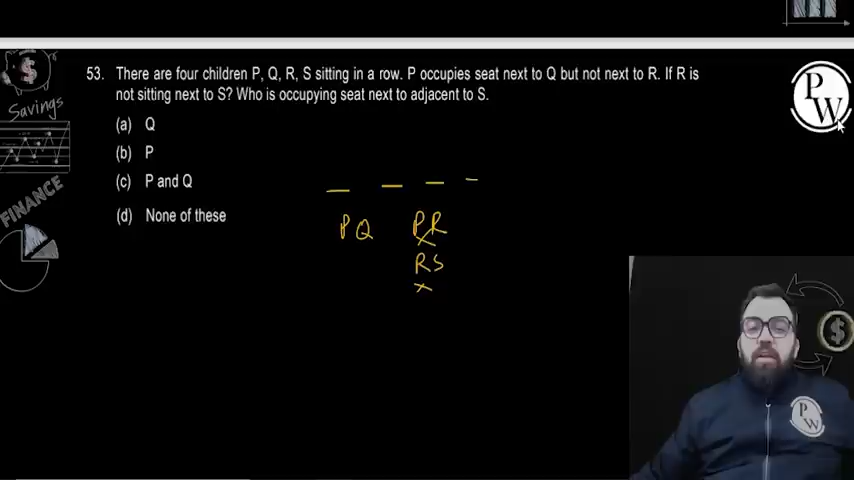 53. There are four children P, Q, R, S sitting in a row. P occupies seat next to Q but not next to R. If R is
not sitting next to S? Who is occupying seat next to adjacent to S.
(a) Q
(b) P
(c) P and Q
(d) None of these
P Q PR
RS
$
Savings
FINANCE
P
W
$
P
W